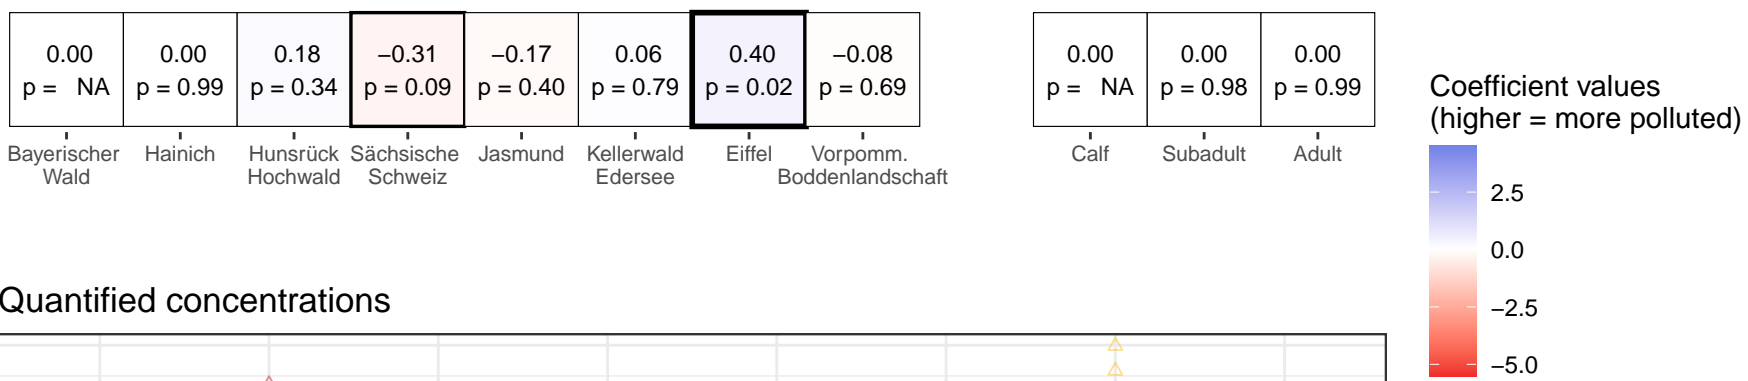 0.00 0.00 0.18 −0.31 −0.17 0.06 0.40 −0.08 0.00 0.00 0.00
p = NA p = 0.99 p = 0.34 p = 0.09 p = 0.40 p = 0.79 p = 0.02 p = 0.69 p = NA p = 0.98 p = 0.99
Bayerischer Hainich Hunsrück Sächsische Jasmund Kellerwald Eiffel Vorpomm. Calf Subadult Adult
Wald Hochwald Schweiz Edersee Boddenlandschaft
Coefficient values
(higher = more polluted)
2.5
0.0
−2.5
−5.0
Quantified concentrations